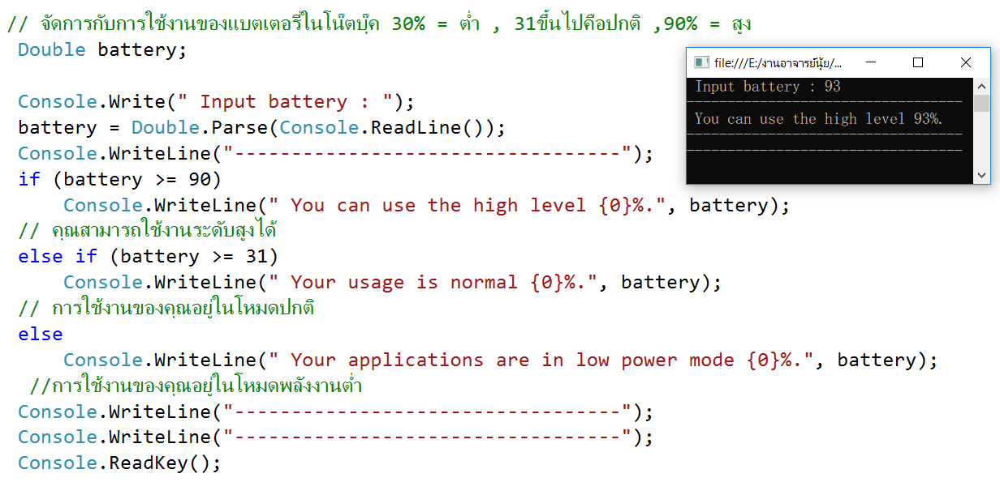 // จัดการกับการใช้งานของแบตเตอรี่ในโน๊ตบุ๊ค 30% = ต่ำ , 31ขึ้นไปคือปกติ ,90% = สูง
Double battery;
Console.Write(" Input battery : ");
battery = Double.Parse(Console.ReadLine());
Console.WriteLine("----------------------------------");
if (battery >= 90)
Console.WriteLine(" You can use the high level {0}%.", battery);
// คุณสามารถใช้งานระดับสูงได้
else if (battery >= 31)
Console.WriteLine(" Your usage is normal {0}%.", battery);
// การใช้งานของคุณอยู่ในโหมดปกติ
else
Console.WriteLine(" Your applications are in low power mode {0}%.", battery);
//การใช้งานของคุณอยู่ในโหมดพลังงานต่ำ
Console.WriteLine("----------------------------------");
Console.WriteLine("----------------------------------");
Console.ReadKey();
file:///E:/งานอาจารย์นุ้ย/...
Input battery : 93
----------------------------------
You can use the high level 93%.
----------------------------------
----------------------------------